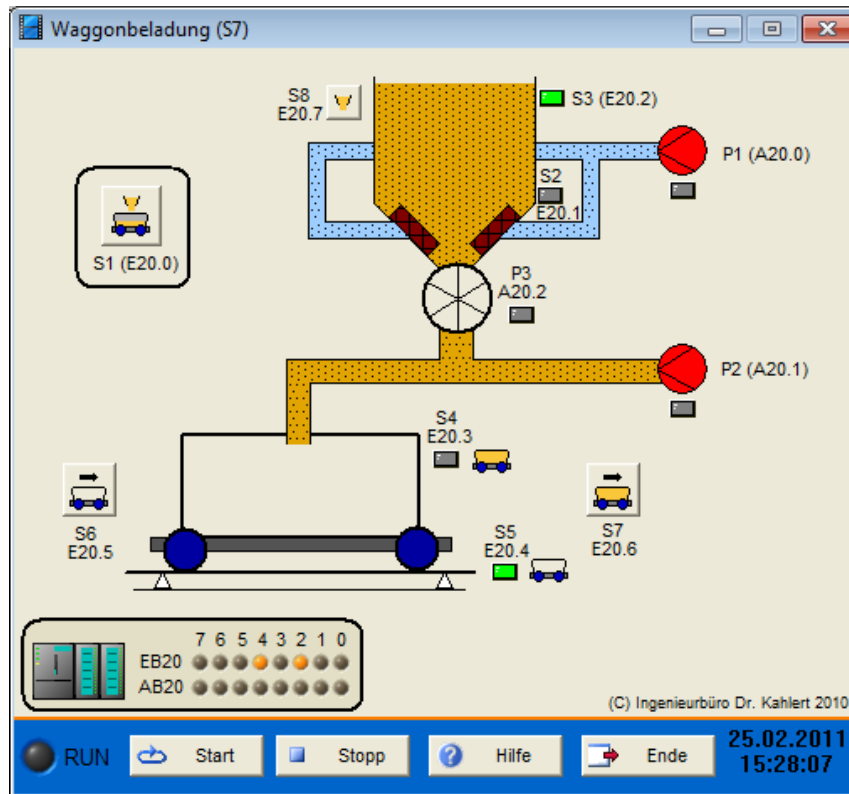 Waggonbeladung (S7)
S8
E20.7
S3 (E20.2)
P1 (A20.0)
S2
E20.1
S1 (E20.0)
P3
A20.2
P2 (A20.1)
S4
E20.3
S6
E20.5
S7
E20.6
S5
E20.4
7 6 5 4 3 2 1 0
EB20
AB20
(C) Ingenieurbüro Dr. Kahlert 2010
RUN
Start
Stopp
Hilfe
Ende
25.02.2011
15:28:07